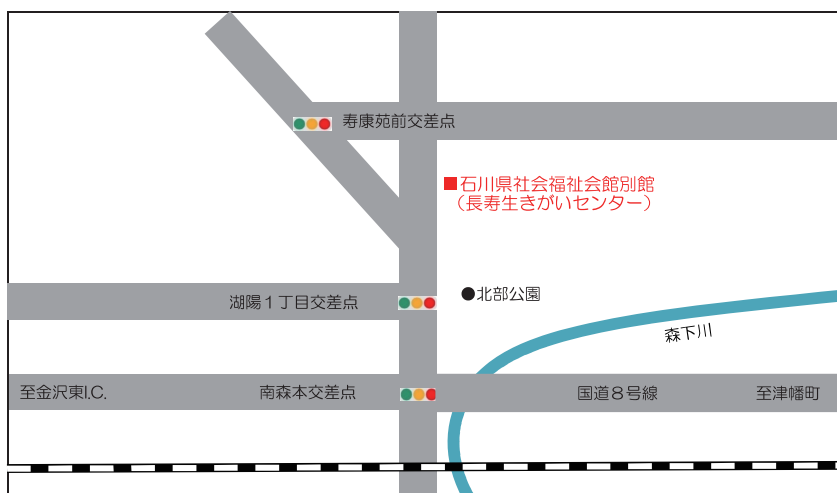 寿康苑前交差点
石川県社会福祉会館別館
（長寿生きがいセンター）
湖陽１丁目交差点
北部公園
森下川
至金沢東I.C.
南森本交差点
国道８号線
至津幡町